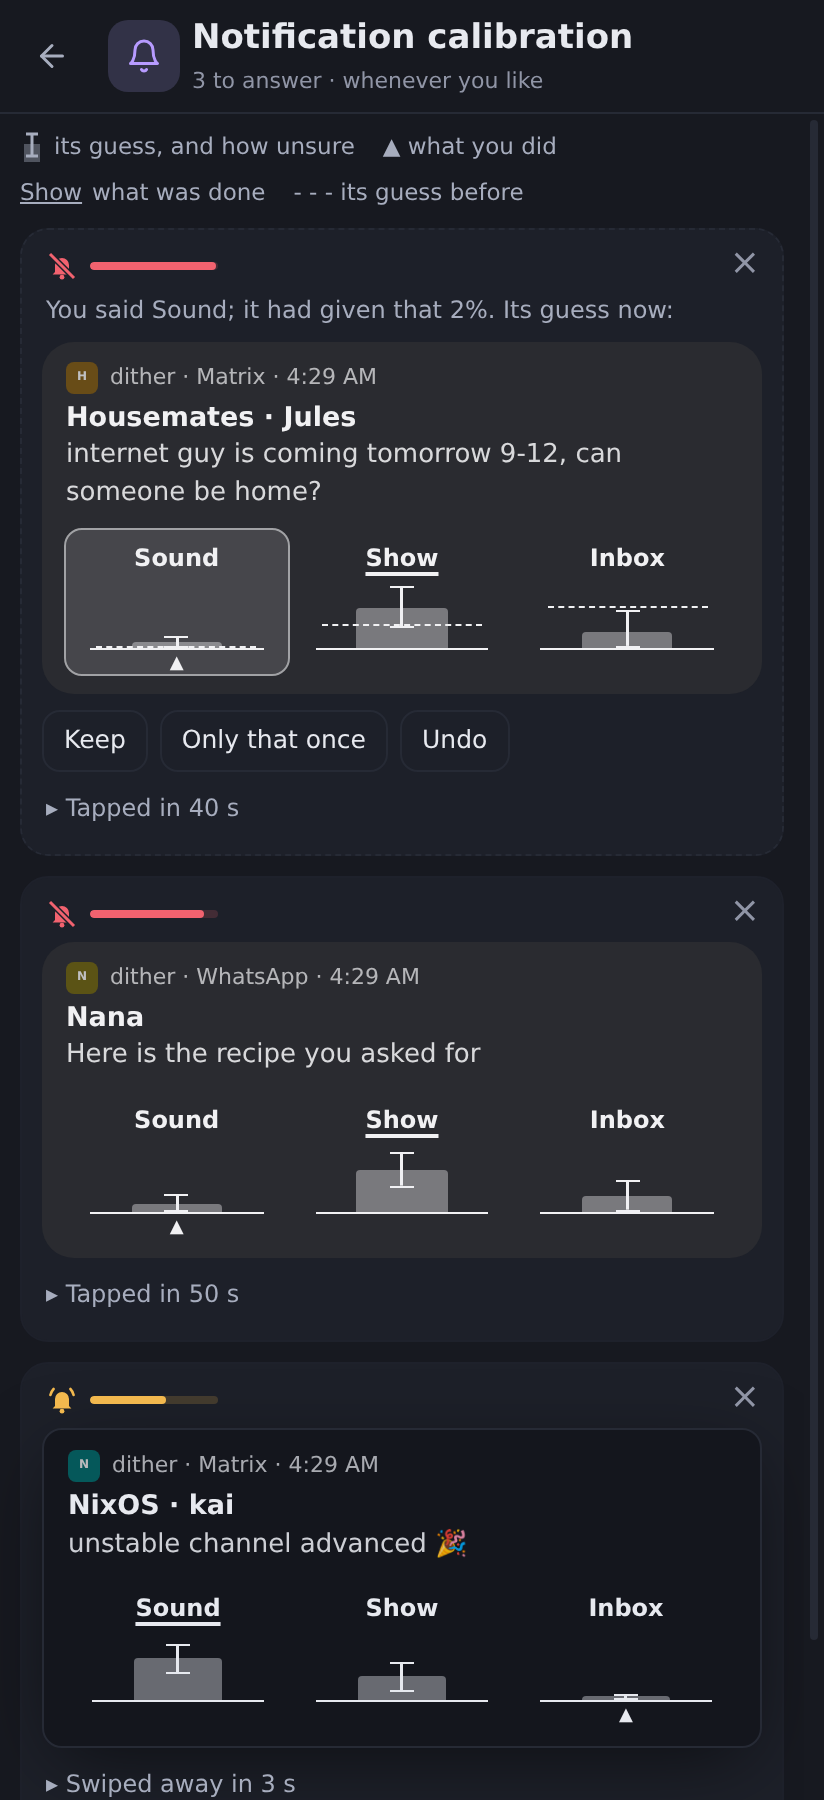 Notification calibration
3 to answer · whenever you like
its guess, and how unsure ▲ what you did
Show what was done - - - its guess before
You said Sound; it had given that 2%. Its guess now:
H dither · Matrix · 4:29 AM
Housemates · Jules
internet guy is coming tomorrow 9-12, can
someone be home?
Sound Show Inbox
▲
Keep Only that once Undo
▸ Tapped in 40 s
N dither · WhatsApp · 4:29 AM
Nana
Here is the recipe you asked for
Sound Show Inbox
▲
▸ Tapped in 50 s
N dither · Matrix · 4:29 AM
NixOS · kai
unstable channel advanced 🎉
Sound Show Inbox
▲
▸ Swiped away in 3 s